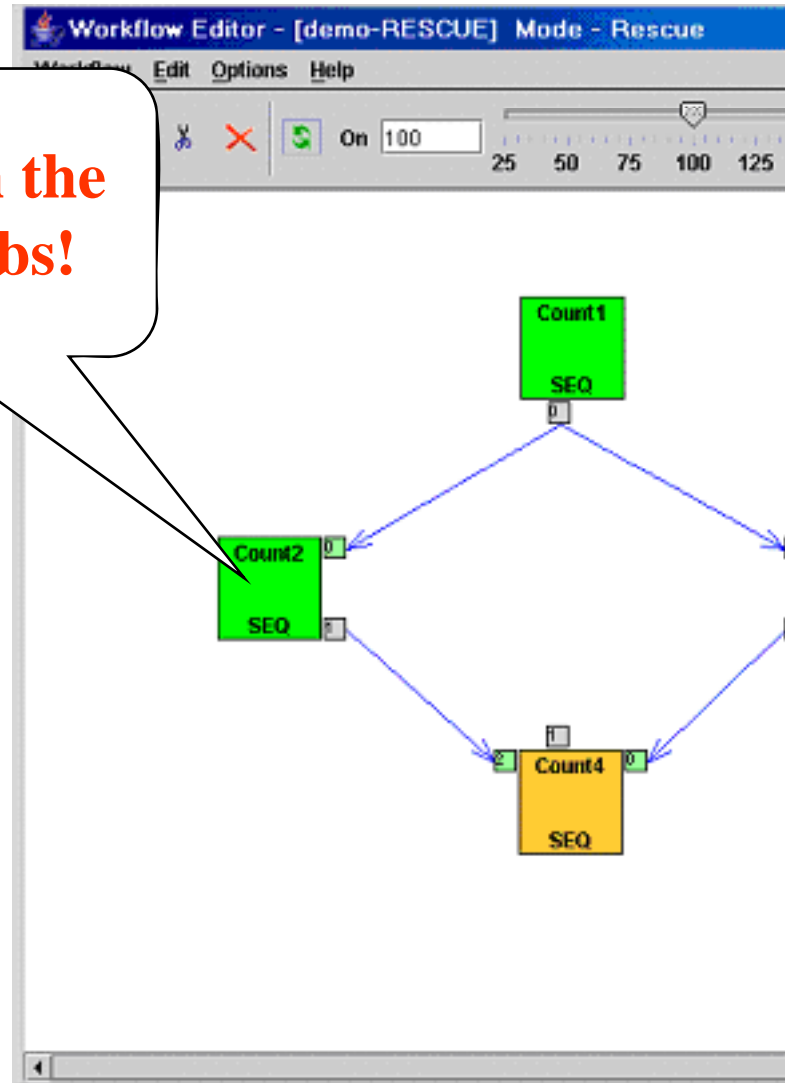 Workflow Editor - [demo-RESCUE] Mode - Rescue
Edit Options Help
On 100
25 50 75 100 125
the
bs!
Count1
SEQ
0
Count2
0
SEQ
1
1
2
Count4
0
SEQ